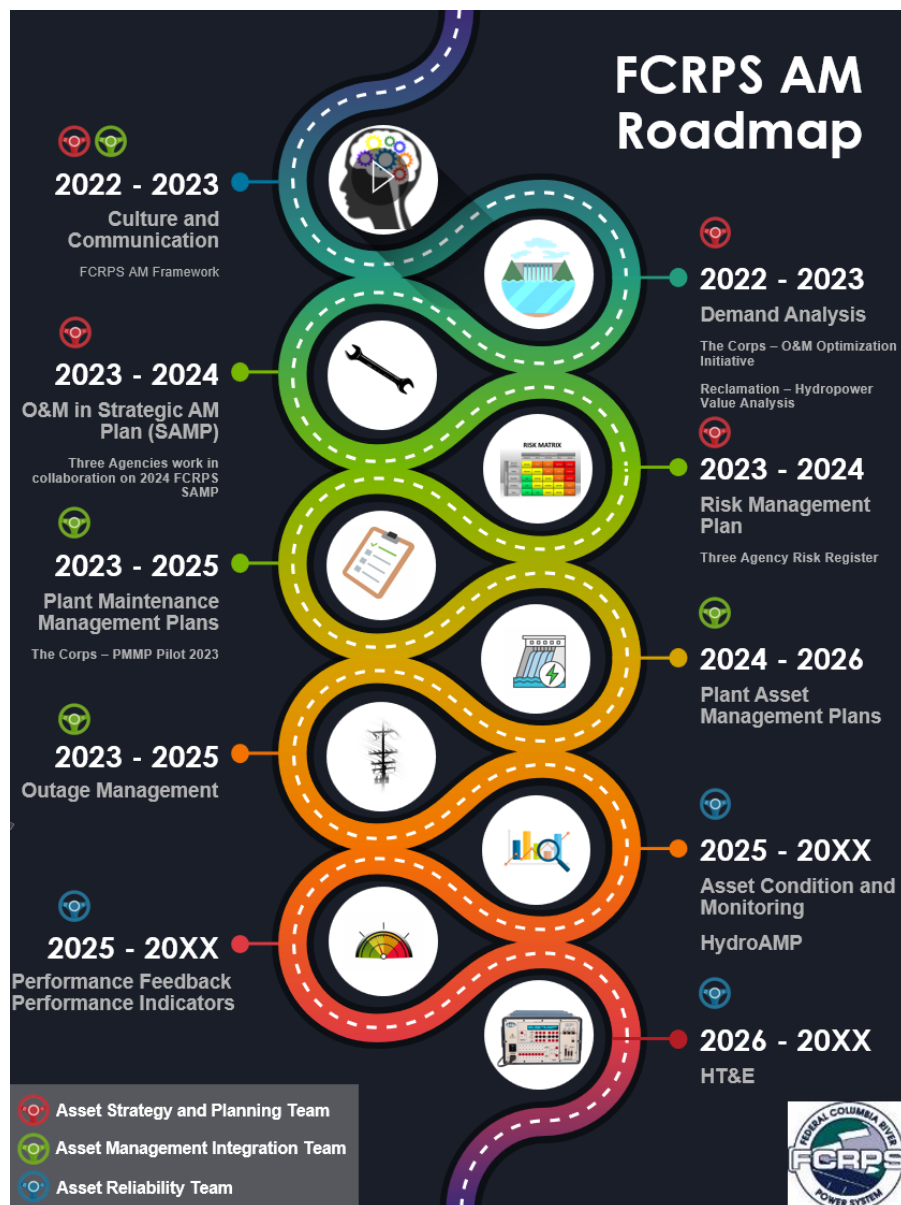 FCRPS AM
Roadmap
2022 - 2023
Culture and
Communication
FCRPS AM Framework
2022 - 2023
Demand Analysis
The Corps – O&M Optimization
Initiative
Reclamation – Hydropower
Value Analysis
2023 - 2024
O&M in Strategic AM
Plan (SAMP)
Three Agencies work in
collaboration on 2024 FCRPS
SAMP
RISK MATRIX
2023 - 2024
Risk Management
Plan
Three Agency Risk Register
2023 - 2025
Plant Maintenance
Management Plans
The Corps – PMMP Pilot 2023
2024 - 2026
Plant Asset
Management Plans
2023 - 2025
Outage Management
2025 - 20XX
Asset Condition and
Monitoring
HydroAMP
2025 - 20XX
Performance Feedback
Performance Indicators
2026 - 20XX
HT&E
Asset Strategy and Planning Team
Asset Management Integration Team
Asset Reliability Team
FEDERAL COLUMBIA RIVER
FCRPS
POWER SYSTEM